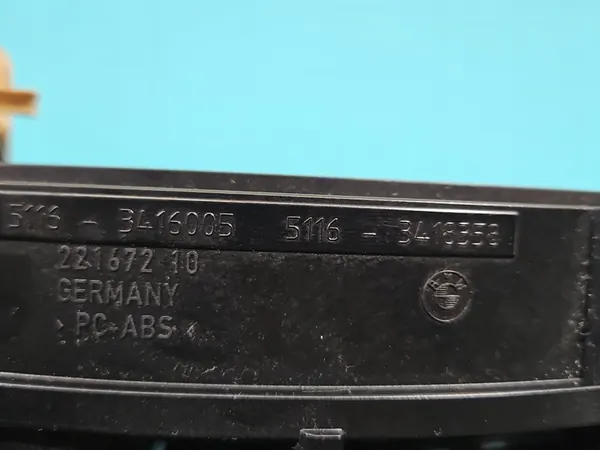 5116 - 3416005 5116 - 3418358
221672 10
GERMANY
>PC-ABS<